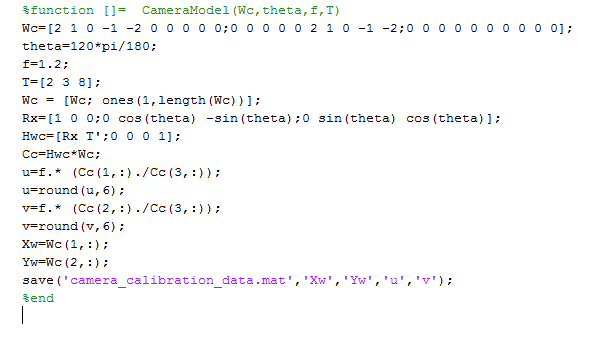 %function []=  CameraModel(Wc,theta,f,T)
Wc=[2 1 0 -1 -2 0 0 0 0 0;0 0 0 0 0 2 1 0 -1 -2;0 0 0 0 0 0 0 0 0 0];
theta=120*pi/180;
f=1.2;
T=[2 3 8];
Wc = [Wc; ones(1,length(Wc))];
Rx=[1 0 0;0 cos(theta) -sin(theta);0 sin(theta) cos(theta)];
Hwc=[Rx T';0 0 0 1];
Cc=Hwc*Wc;
u=f.* (Cc(1,:)./Cc(3,:));
u=round(u,6);
v=f.* (Cc(2,:)./Cc(3,:));
v=round(v,6);
Xw=Wc(1,:);
Yw=Wc(2,:);
save('camera_calibration_data.mat','Xw','Yw','u','v');
%end